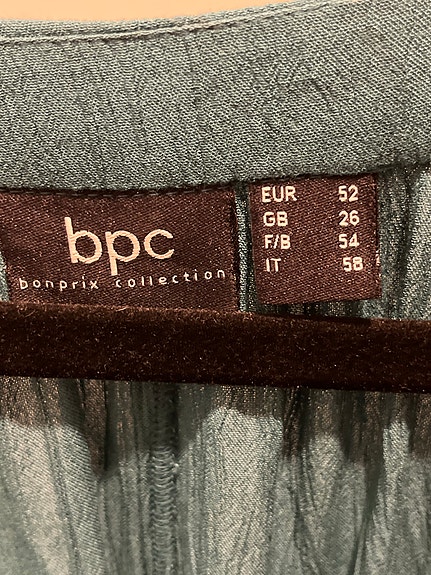 bpc
bonprix collection
EUR 52
GB 26
F/B 54
IT 58